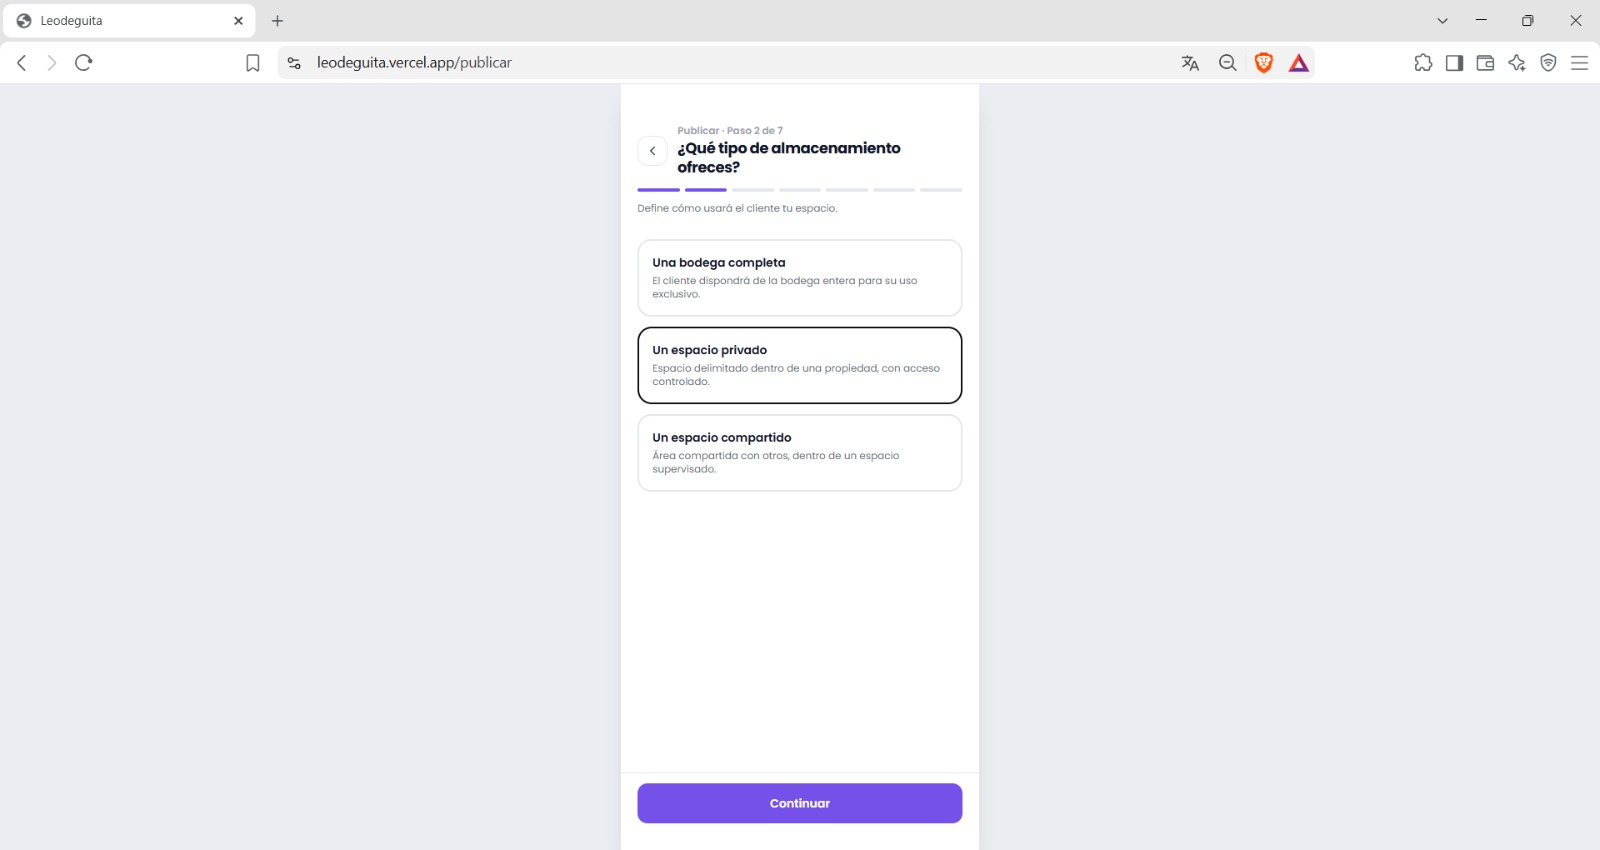 Leodeguita
leodeguita.vercel.app/publicar
Publicar · Paso 2 de 7
¿Qué tipo de almacenamiento
ofreces?
Define cómo usará el cliente tu espacio.
Una bodega completa
El cliente dispondrá de la bodega entera para su uso
exclusivo.
Un espacio privado
Espacio delimitado dentro de una propiedad, con acceso
controlado.
Un espacio compartido
Área compartida con otros, dentro de un espacio
supervisado.
Continuar